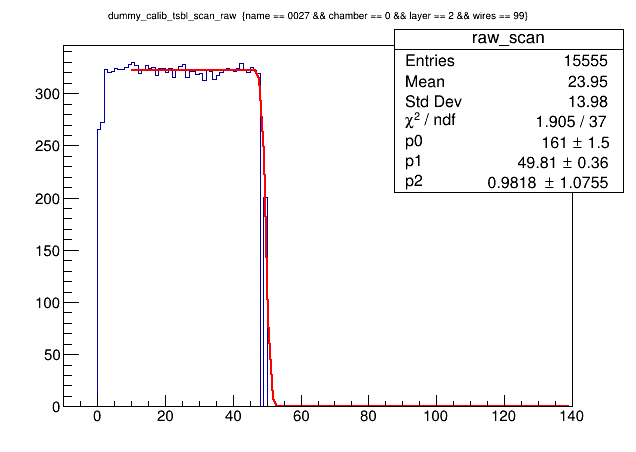 dummy_calib_tsbl_scan_raw {name == 0027 && chamber == 0 && layer == 2 && wires == 99}
raw_scan
Entries 15555
Mean 23.95
Std Dev 13.98
χ² / ndf 1.905 / 37
p0 161 ± 1.5
p1 49.81 ± 0.36
p2 0.9818 ± 1.0755
300
250
200
150
100
50
0
0 20 40 60 80 100 120 140